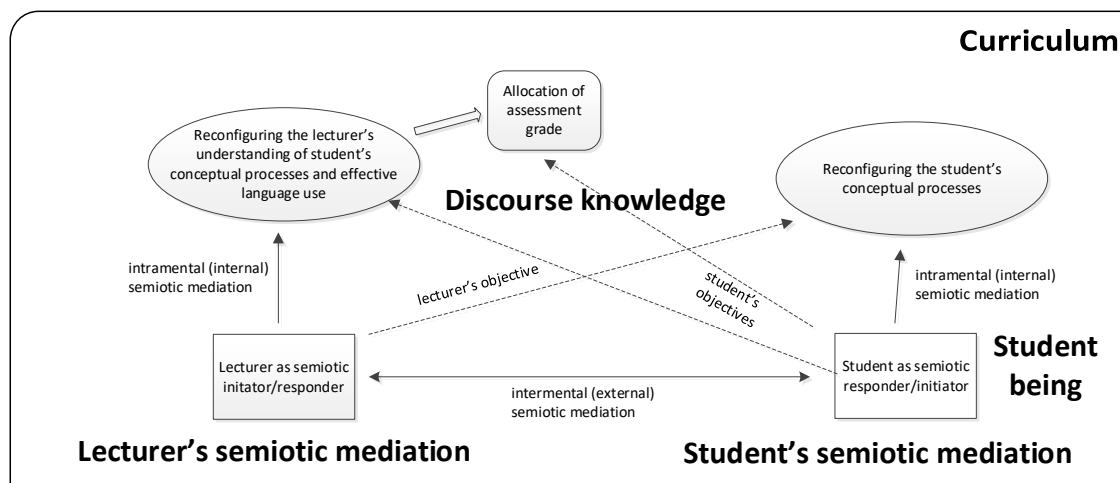 Curriculum
Allocation of
assessment
grade
Reconfiguring the lecturer's
understanding of student's
conceptual processes and effective
language use
Reconfiguring the student's
conceptual processes
Discourse knowledge
intramental (internal)
semiotic mediation
lecturer's objective
student's
objectives
intramental (internal)
semiotic mediation
Lecturer as semiotic
initator/responder
intermental (external)
semiotic mediation
Student as semiotic
responder/initiator
Student
being
Lecturer's semiotic mediation
Student's semiotic mediation